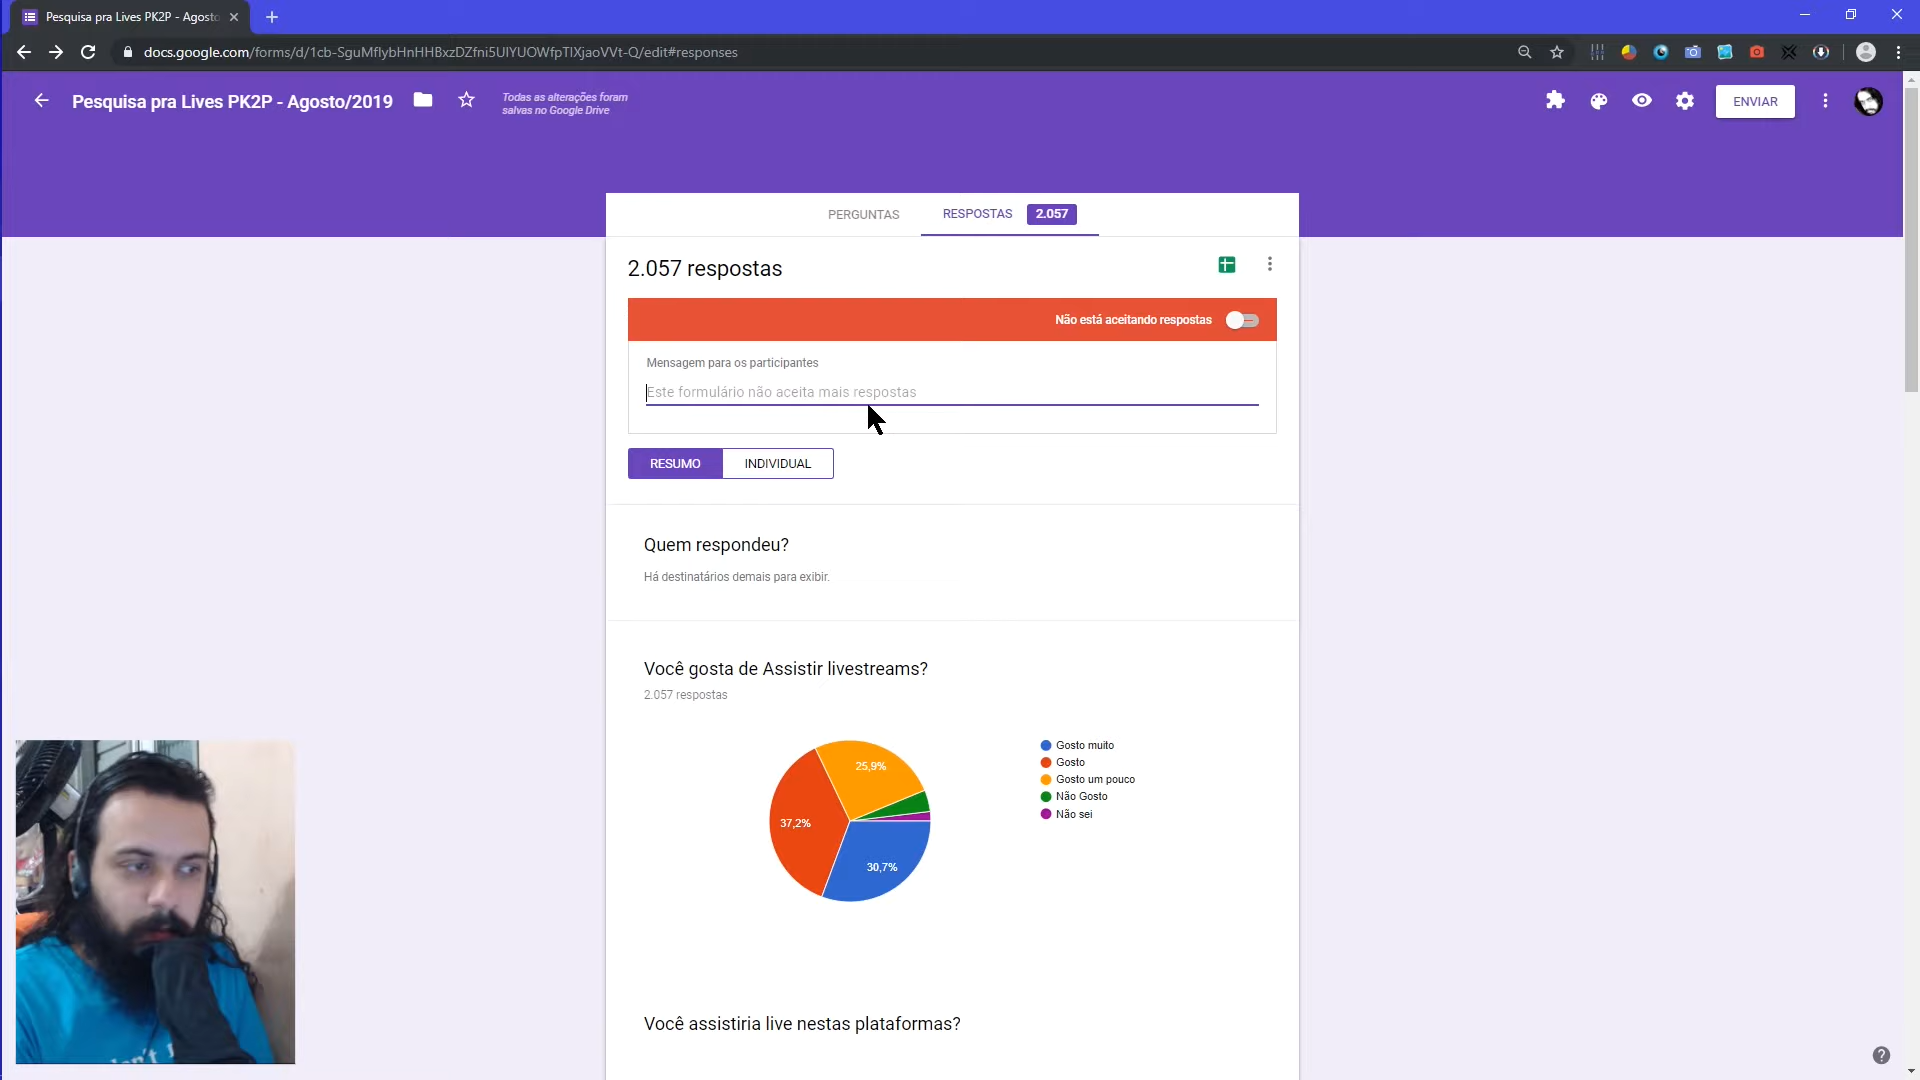 Pesquisa pra Lives PK2P - Agost
docs.google.com/forms/d/1cb-SguMflybHnHHBxzDZfni5UlYUOWfpTlXjaoVVt-Q/edit#responses
Pesquisa pra Lives PK2P - Agosto/2019
Todas as alterações foram
salvas no Google Drive
ENVIAR
PERGUNTAS
RESPOSTAS 2.057
2.057 respostas
Não está aceitando respostas
Mensagem para os participantes
Este formulário não aceita mais respostas
RESUMO
INDIVIDUAL
Quem respondeu?
Há destinatários demais para exibir.
Você gosta de Assistir livestreams?
2.057 respostas
25,9%
37,2%
30,7%
Gosto muito
Gosto
Gosto um pouco
Não Gosto
Não sei
Você assistiria live nestas plataformas?